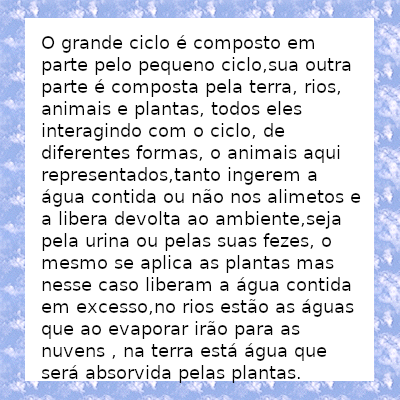 O grande ciclo é composto em
parte pelo pequeno ciclo,sua outra
parte é composta pela terra, rios,
animais e plantas, todos eles
interagindo com o ciclo, de
diferentes formas, o animais aqui
representados,tanto ingerem a
água contida ou não nos alimetos e
a libera devolta ao ambiente,seja
pela urina ou pelas suas fezes, o
mesmo se aplica as plantas mas
nesse caso liberam a água contida
em excesso,no rios estão as águas
que ao evaporar irão para as
nuvens , na terra está água que
será absorvida pelas plantas.